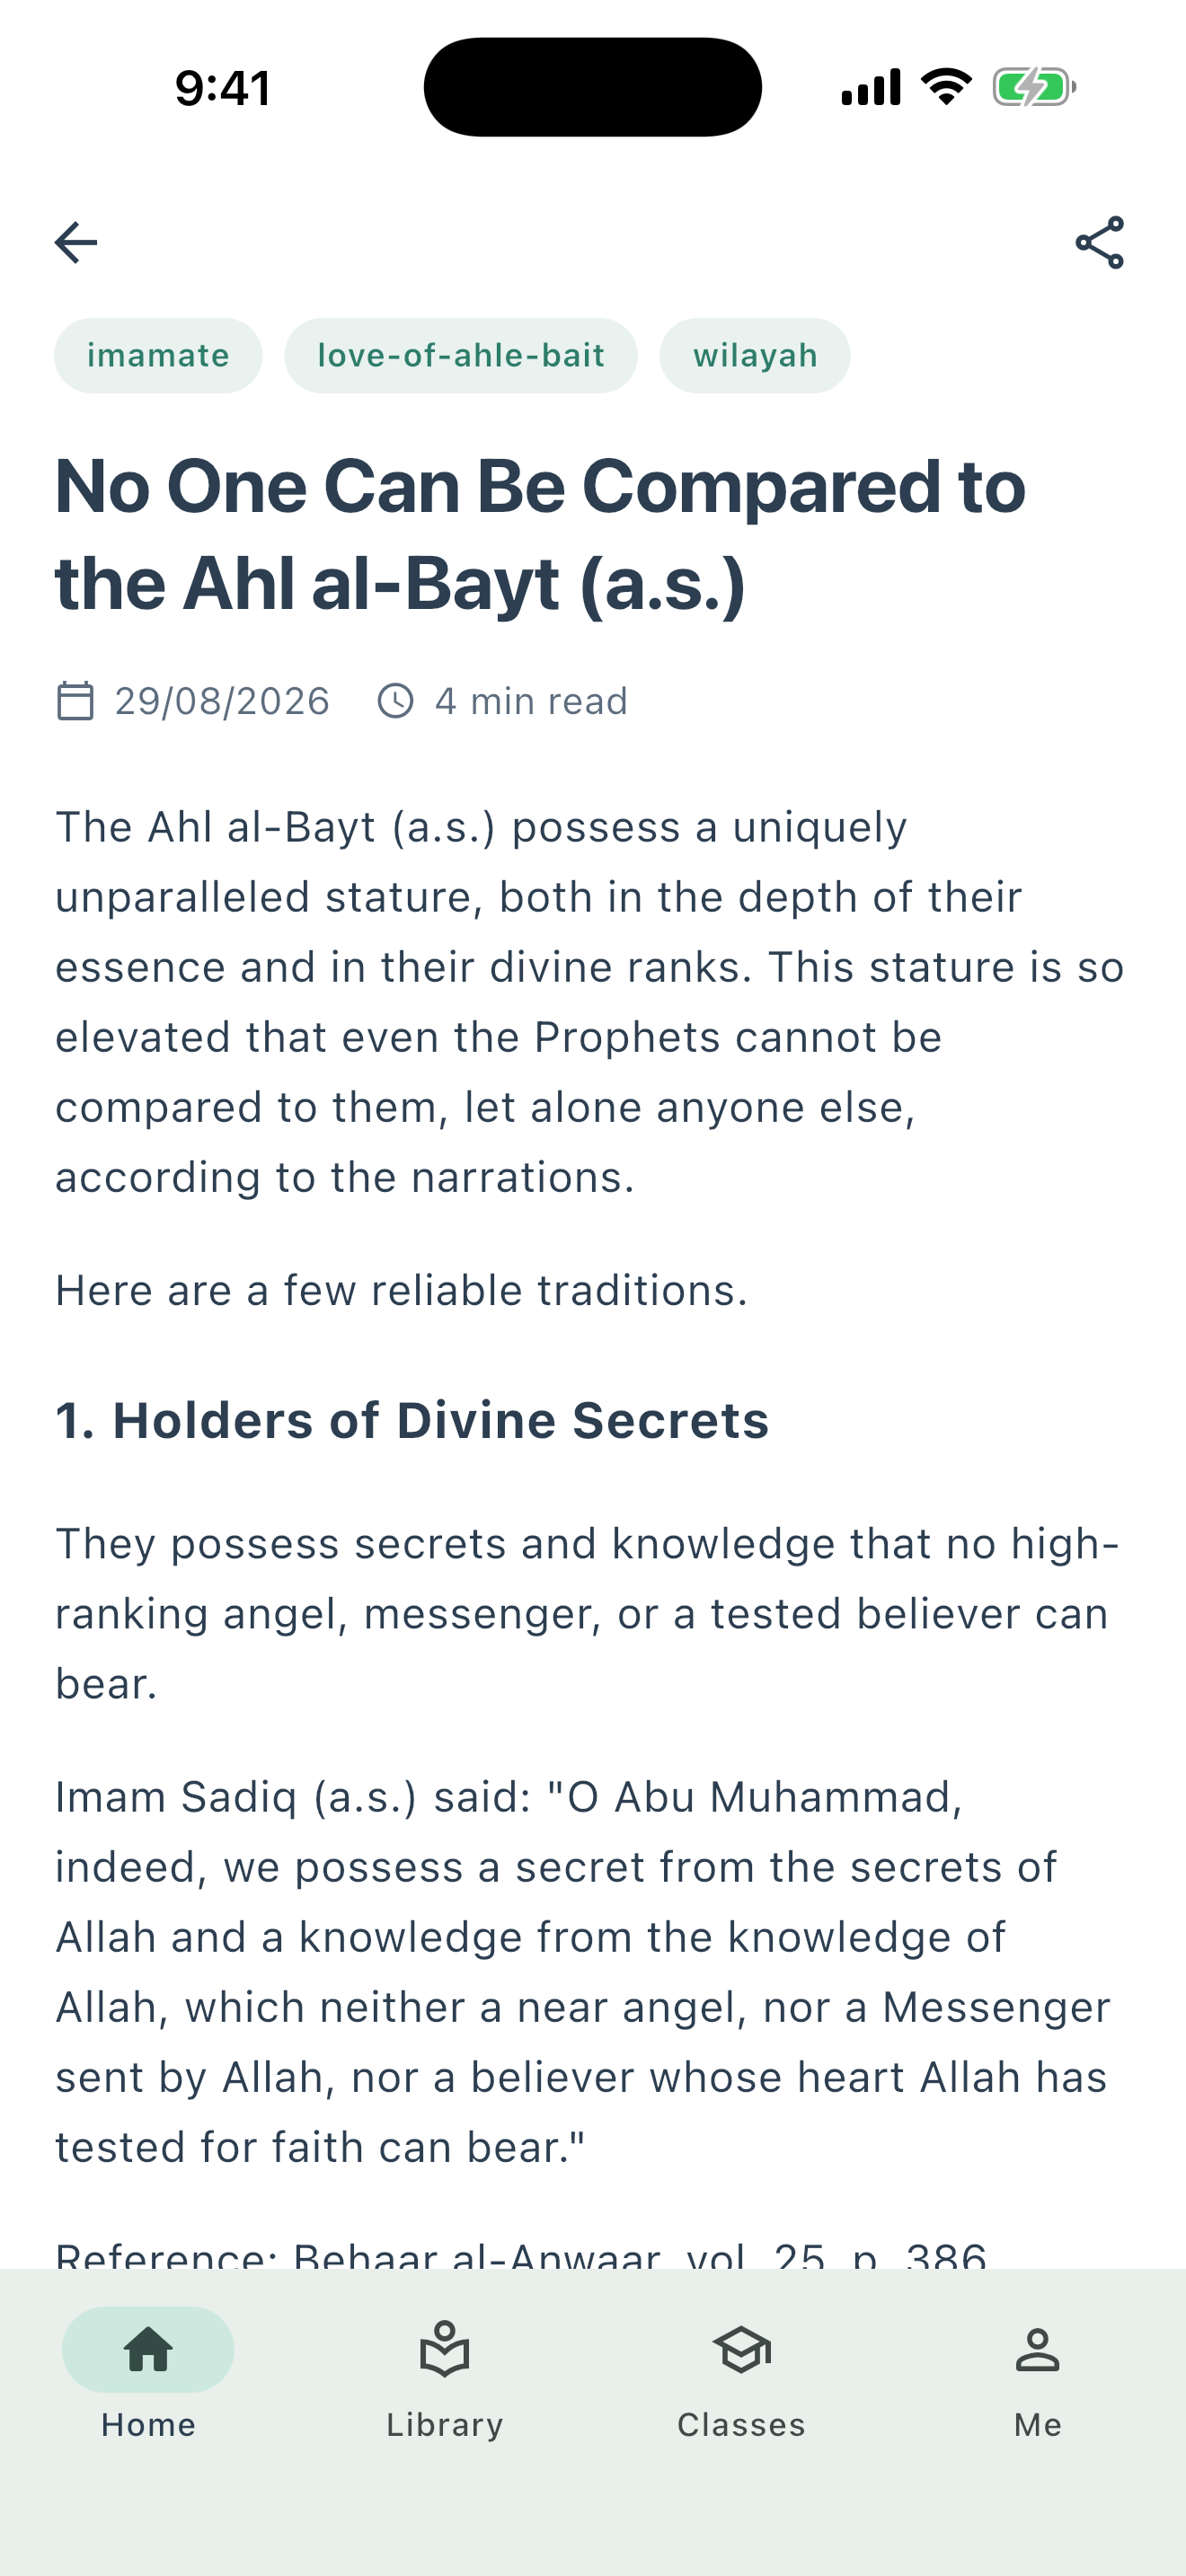 9:41
imamate love-of-ahle-bait wilayah
No One Can Be Compared to
the Ahl al-Bayt (a.s.)
29/08/2026 4 min read
The Ahl al-Bayt (a.s.) possess a uniquely
unparalleled stature, both in the depth of their
essence and in their divine ranks. This stature is so
elevated that even the Prophets cannot be
compared to them, let alone anyone else,
according to the narrations.
Here are a few reliable traditions.
1. Holders of Divine Secrets
They possess secrets and knowledge that no high-
ranking angel, messenger, or a tested believer can
bear.
Imam Sadiq (a.s.) said: "O Abu Muhammad,
indeed, we possess a secret from the secrets of
Allah and a knowledge from the knowledge of
Allah, which neither a near angel, nor a Messenger
sent by Allah, nor a believer whose heart Allah has
tested for faith can bear."
Reference: Behaar al-Anwaar, vol. 25, p. 386
Home Library Classes Me